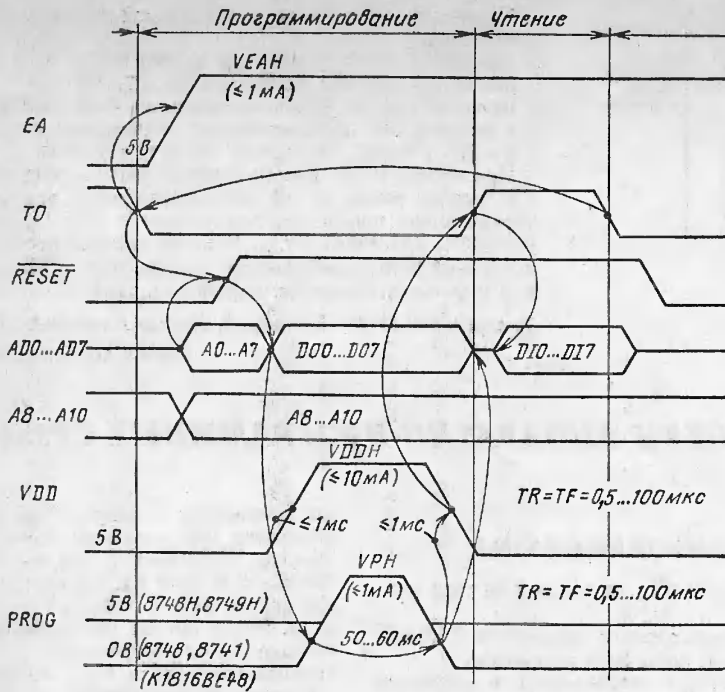 Программирование Чтение
VEAH
(≤1мА)
EA
5В
T0
RESET
AD0...AD7 A0...A7 D00...D07 DI0...DI7
A8...A10 A8...A10
VDDH
(≤10мА)
VDD TR=TF=0,5...100мкс
≤1мс ≤1мс
5В
VPH
(≤1мА) TR=TF=0,5...100мкс
5В (8748H,8749H)
PROG
50...60мс
0В (8748,8741)
(К1816ВЕ48)